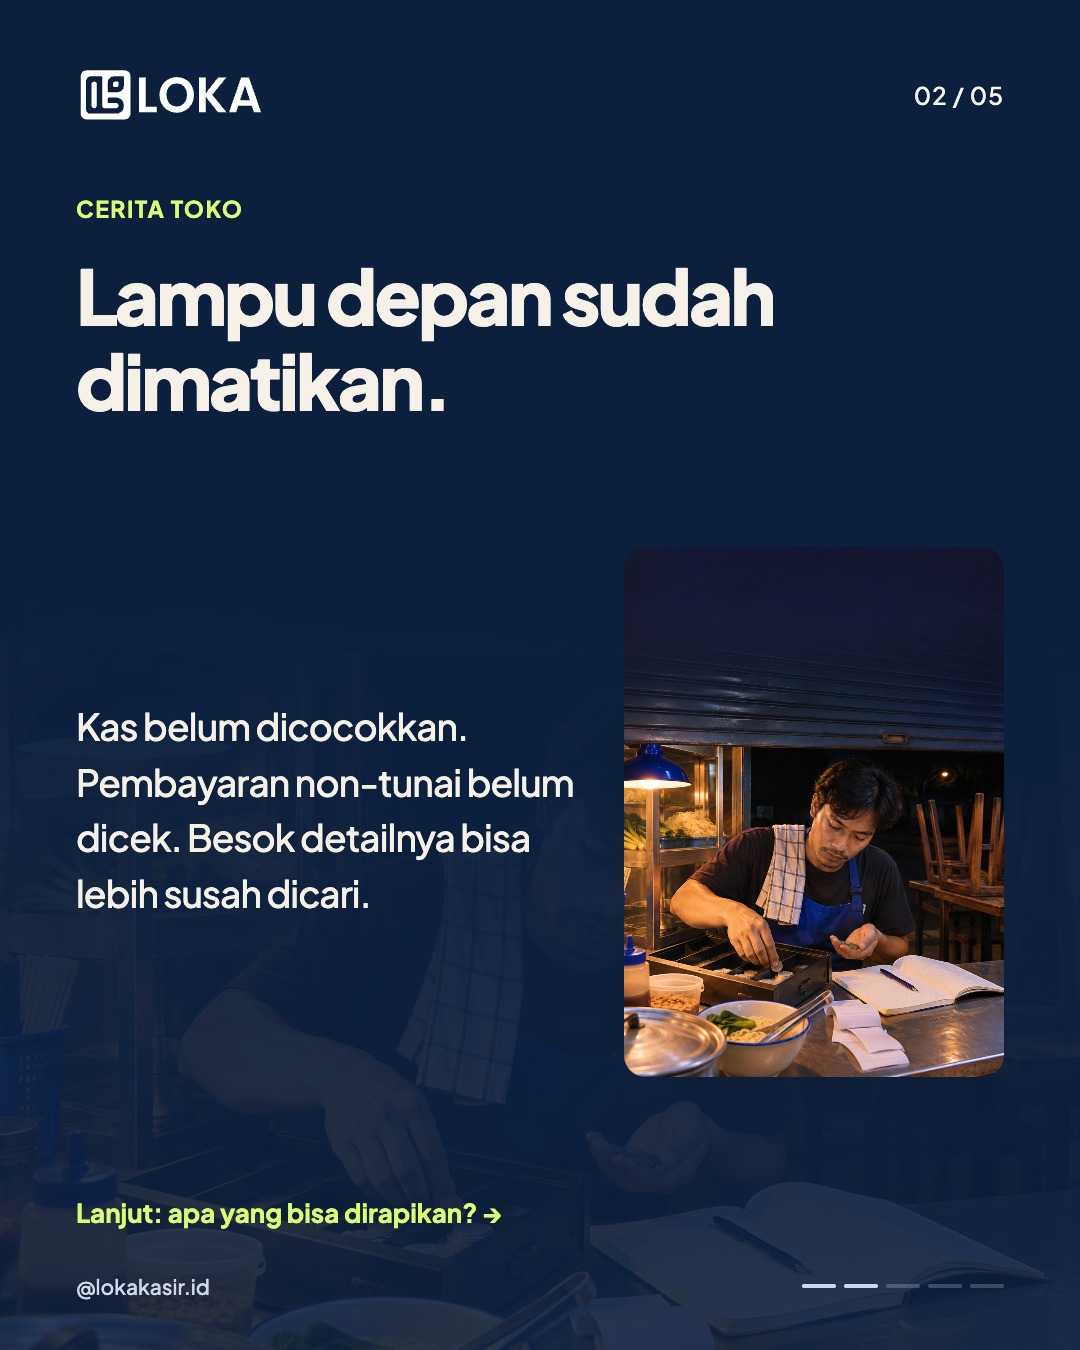 LOKA
02 / 05
CERITA TOKO
Lampu depan sudah
dimatikan.
Kas belum dicocokkan.
Pembayaran non-tunai belum
dicek. Besok detailnya bisa
lebih susah dicari.
Lanjut: apa yang bisa dirapikan? →
@lokakasir.id